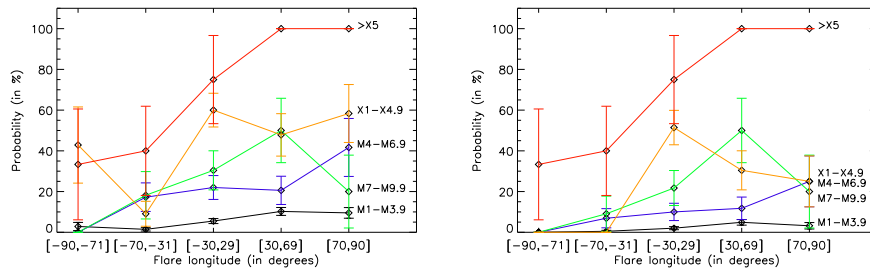 100
80
60
40
20
0
Probability (in %)
>X5
X1-X4.9
M4-M6.9
M7-M9.9
M1-M3.9
[-90,-71] [-70,-31] [-30,29] [30,69] [70,90]
Flare longitude (in degrees)
100
80
60
40
20
0
Probability (in %)
>X5
X1-X4.9
M4-M6.9
M7-M9.9
M1-M3.9
[-90,-71] [-70,-31] [-30,29] [30,69] [70,90]
Flare longitude (in degrees)